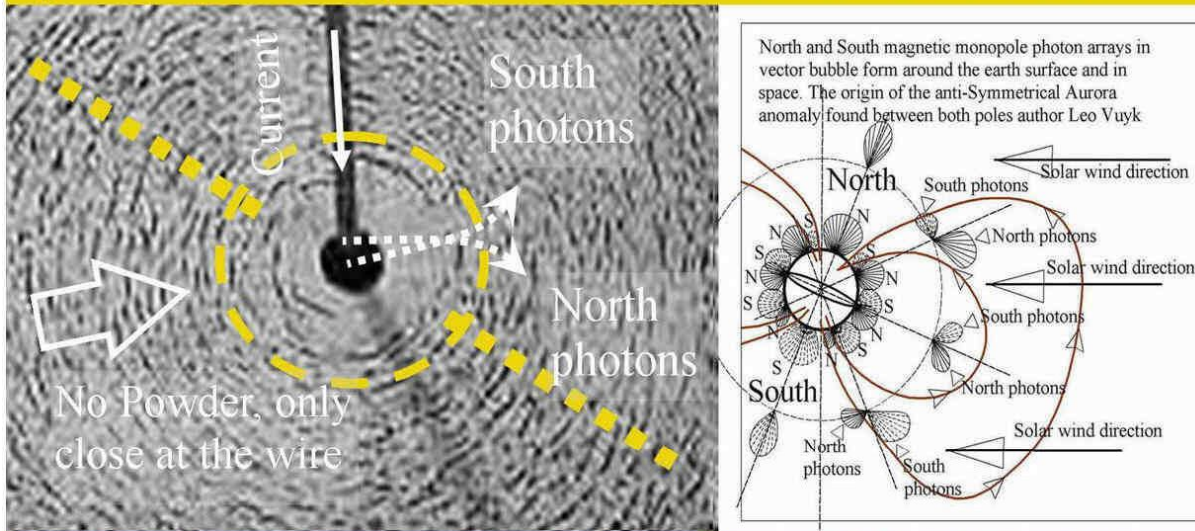 Current
South
photons
North
photons
No Powder, only
close at the wire
North and South magnetic monopole photon arrays in
vector bubble form around the earth surface and in
space. The origin of the anti-Symmetrical Aurora
anomaly found between both poles author Leo Vuyk
Solar wind direction
North
South photons
North photons
S
N
N
S
S
N
N
S
Solar wind direction
South photons
N
S
S
N
S
N
S
N
North photons
South
Solar wind direction
North
photons
South
photons